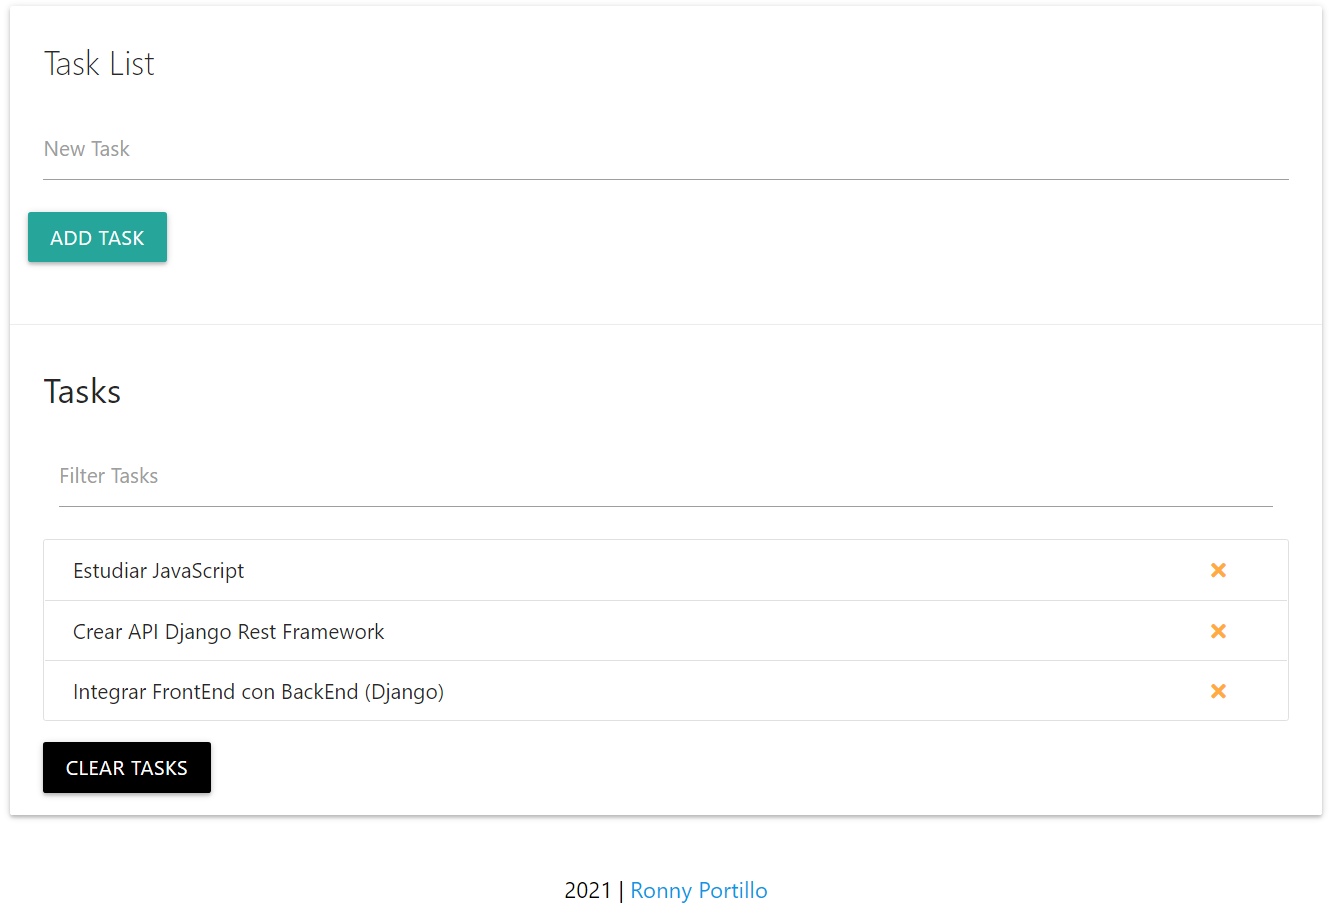 Task List
New Task
ADD TASK
Tasks
Filter Tasks
Estudiar JavaScript
Crear API Django Rest Framework
Integrar FrontEnd con BackEnd (Django)
CLEAR TASKS
2021 | Ronny Portillo